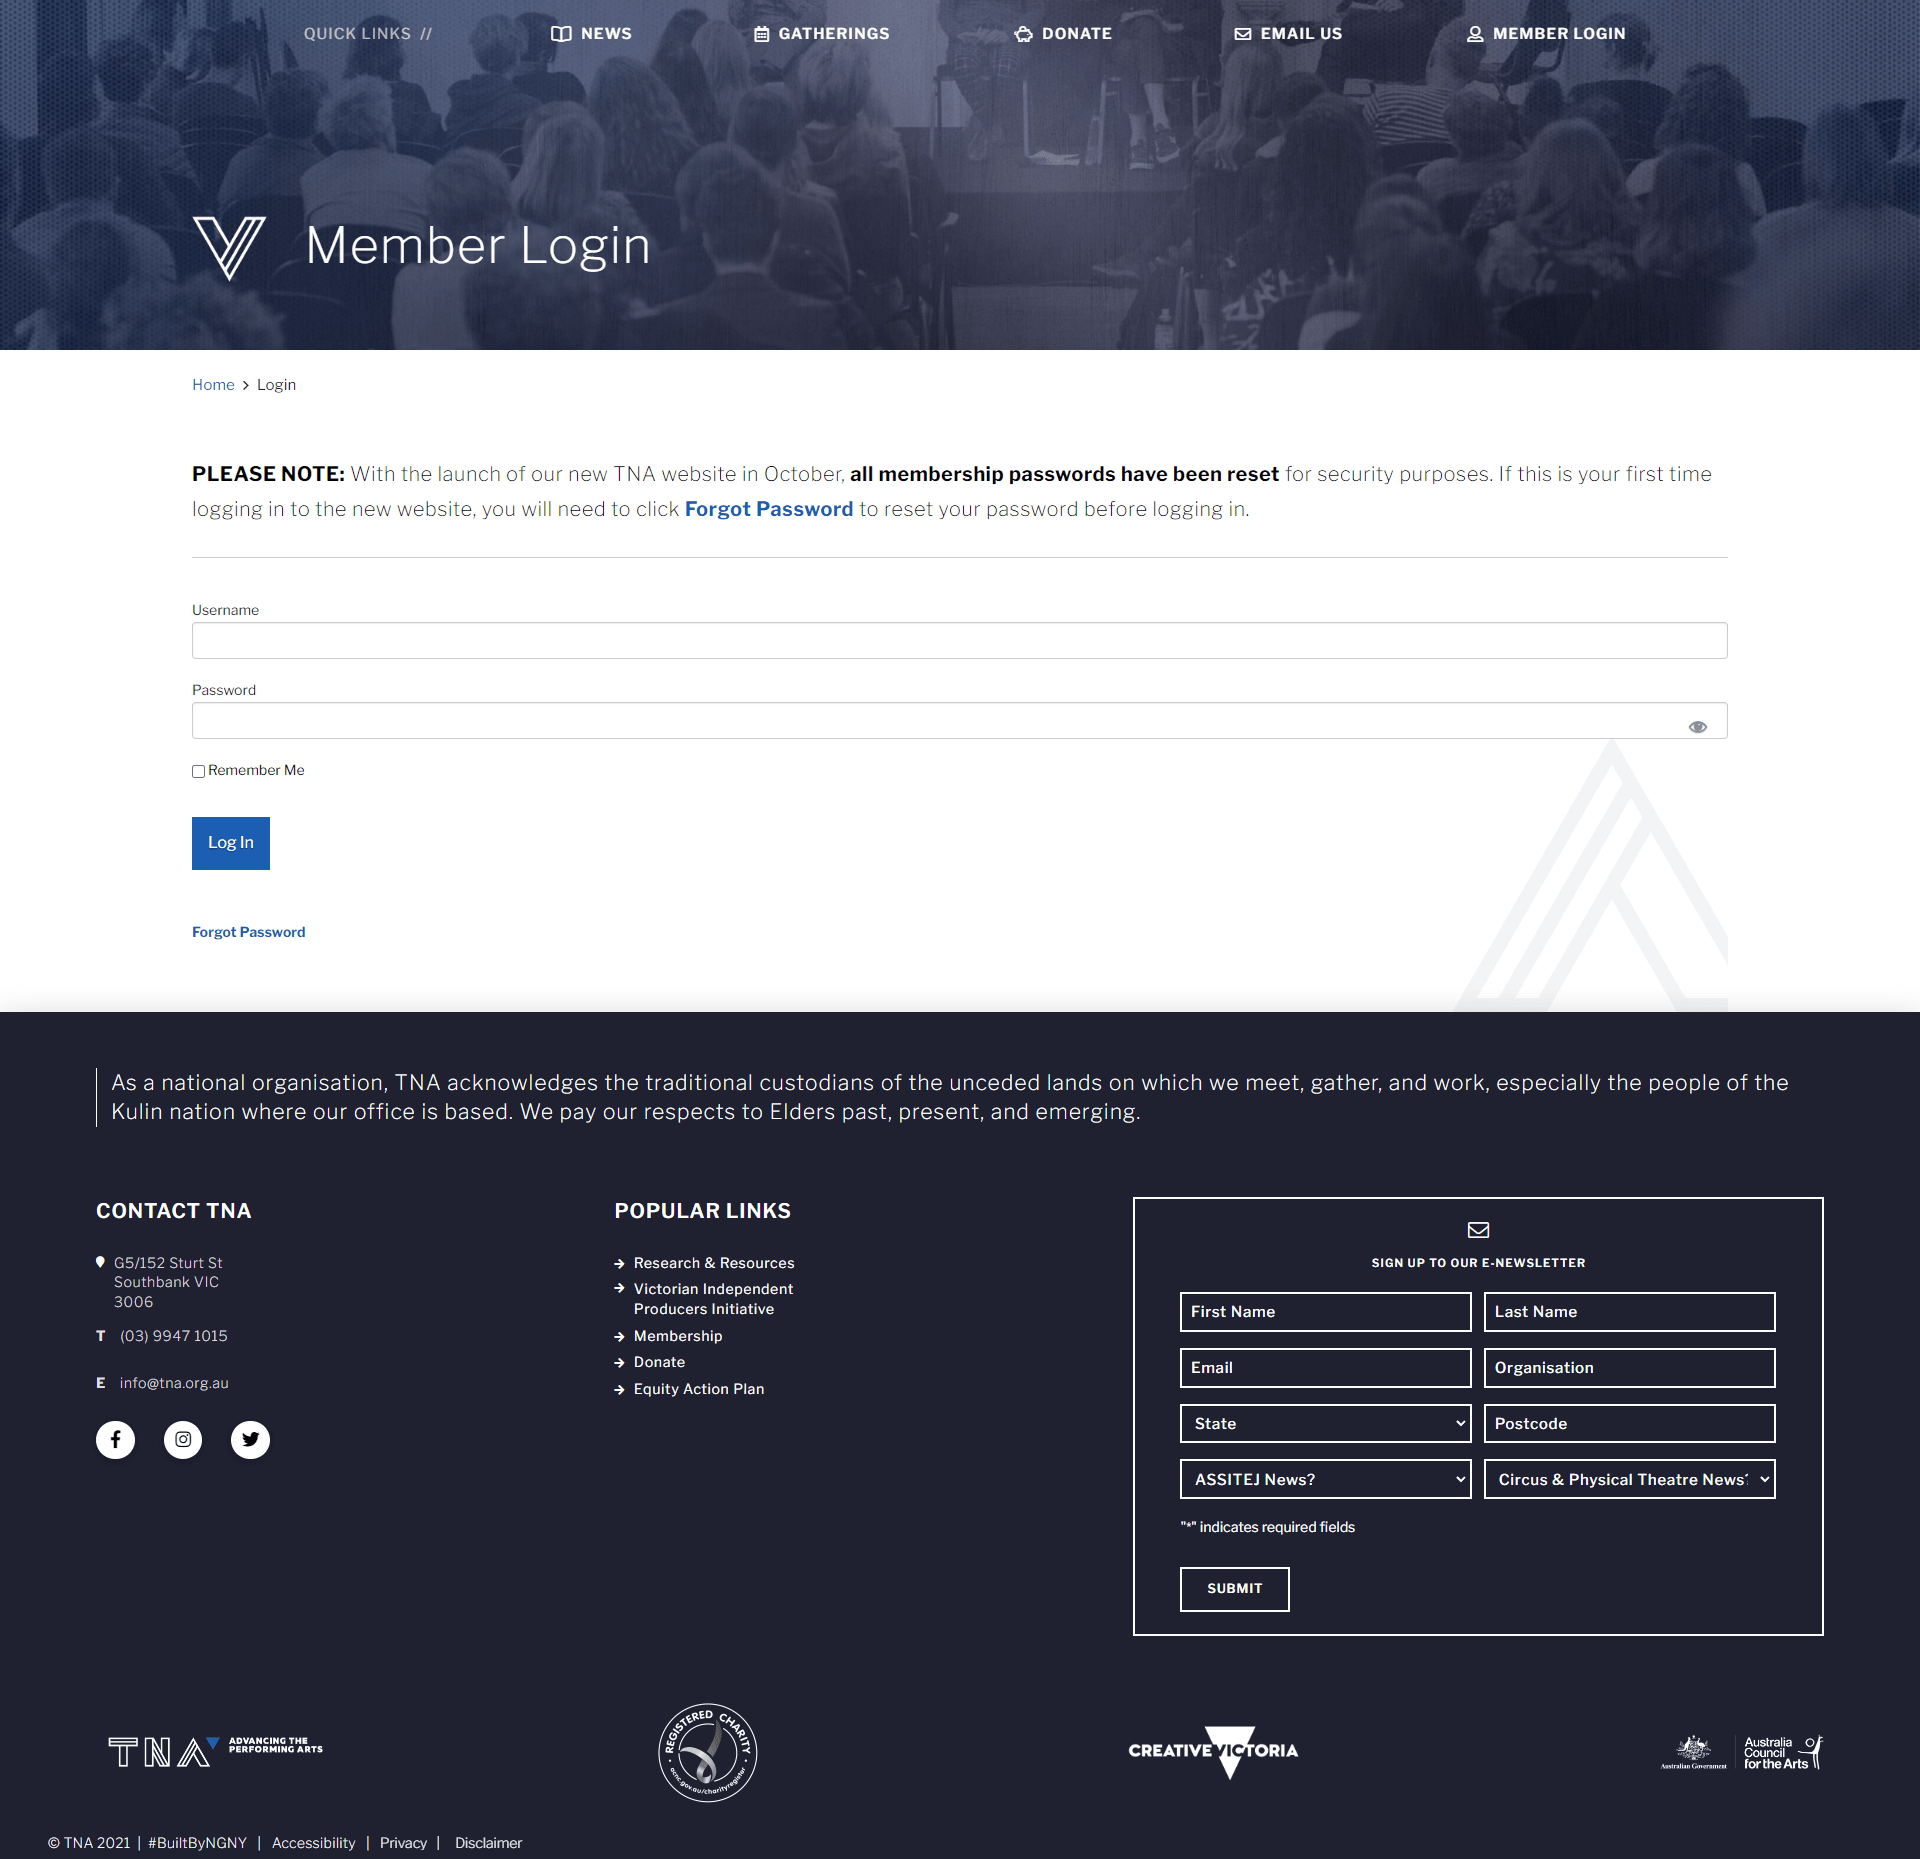 QUICK LINKS //
NEWS
GATHERINGS
DONATE
EMAIL US
MEMBER LOGIN
Member Login
Home > Login
PLEASE NOTE: With the launch of our new TNA website in October, all membership passwords have been reset for security purposes. If this is your first time
logging in to the new website, you will need to click Forgot Password to reset your password before logging in.
Username
Password
Remember Me
Log In
Forgot Password
As a national organisation, TNA acknowledges the traditional custodians of the unceded lands on which we meet, gather, and work, especially the people of the
Kulin nation where our office is based. We pay our respects to Elders past, present, and emerging.
CONTACT TNA
G5/152 Sturt St
Southbank VIC
3006
T (03) 9947 1015
E info@tna.org.au
POPULAR LINKS
Research & Resources
Victorian Independent
Producers Initiative
Membership
Donate
Equity Action Plan
SIGN UP TO OUR E-NEWSLETTER
First Name
Last Name
Email
Organisation
State
Postcode
ASSITEJ News?
Circus & Physical Theatre News?
"*" indicates required fields
SUBMIT
TNA
ADVANCING THE
PERFORMING ARTS
REGISTERED CHARITY
acnc.gov.au/charityregister
CREATIVE VICTORIA
Australian Government
Australia
Council
for the Arts
© TNA 2021 | #BuiltByNGNY | Accessibility | Privacy | Disclaimer